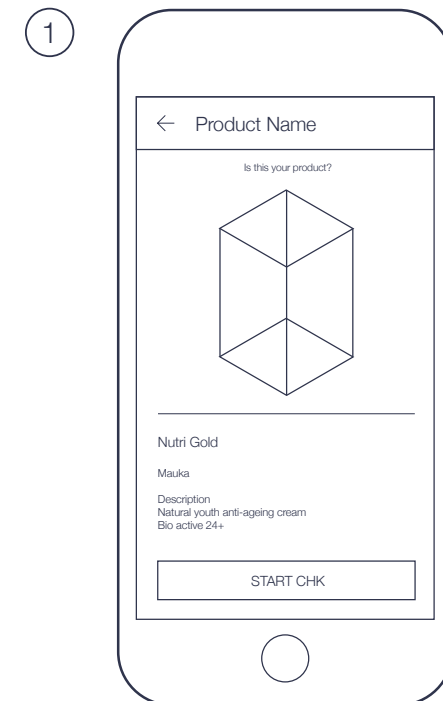 1
Product Name
Is this your product?
Nutri Gold
Mauka
Description
Natural youth anti-ageing cream
Bio active 24+
START CHK